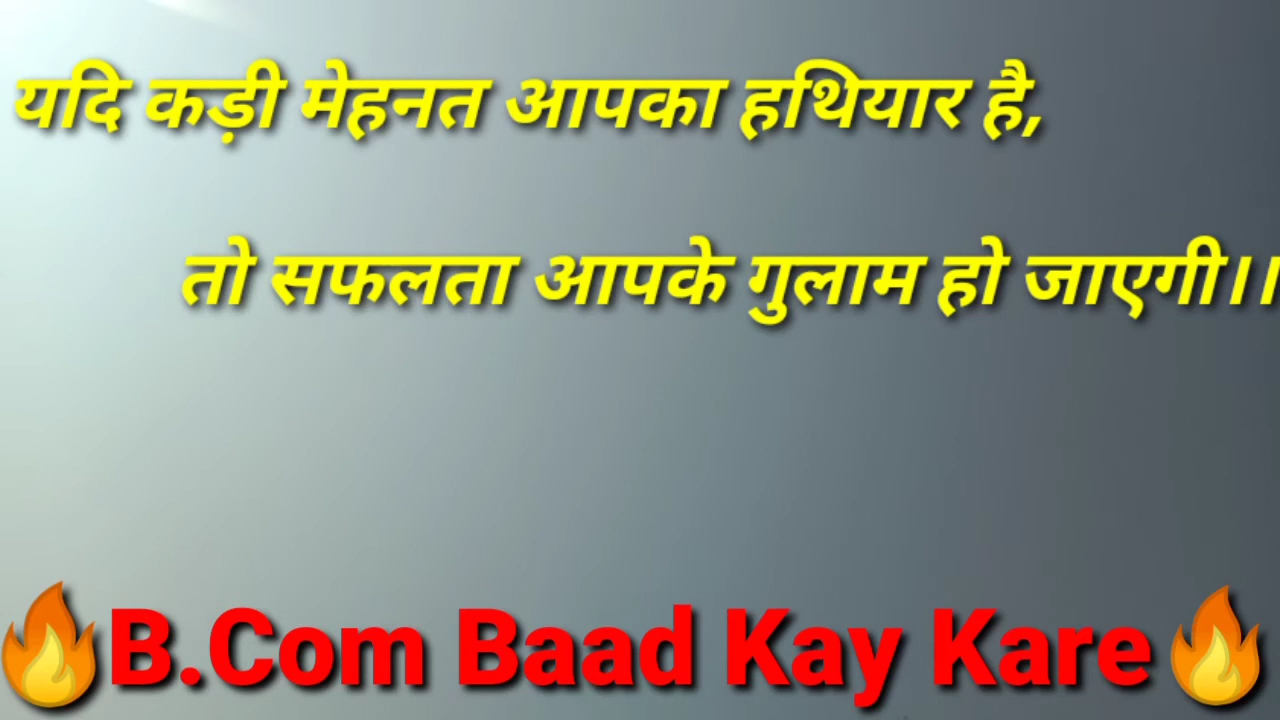 यदि कड़ी मेहनत आपका हथियार है,
तो सफलता आपके गुलाम हो जाएगी।।
🔥B.Com Baad Kay Kare🔥